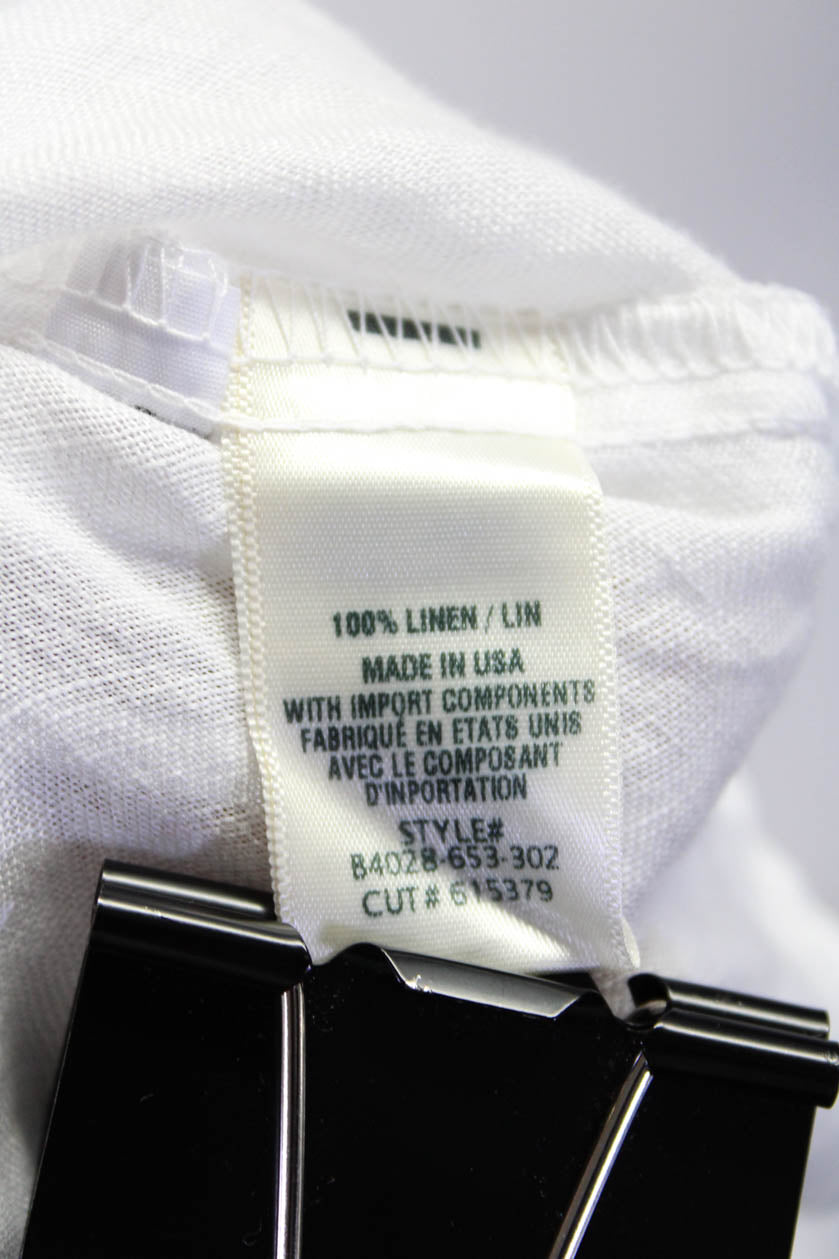 100% LINEN / LIN
MADE IN USA
WITH IMPORT COMPONENTS
FABRIQUÉ EN ETATS UNIS
AVEC LE COMPOSANT
D'INPORTATION
STYLE#
B4028-653-302
CUT# 615379